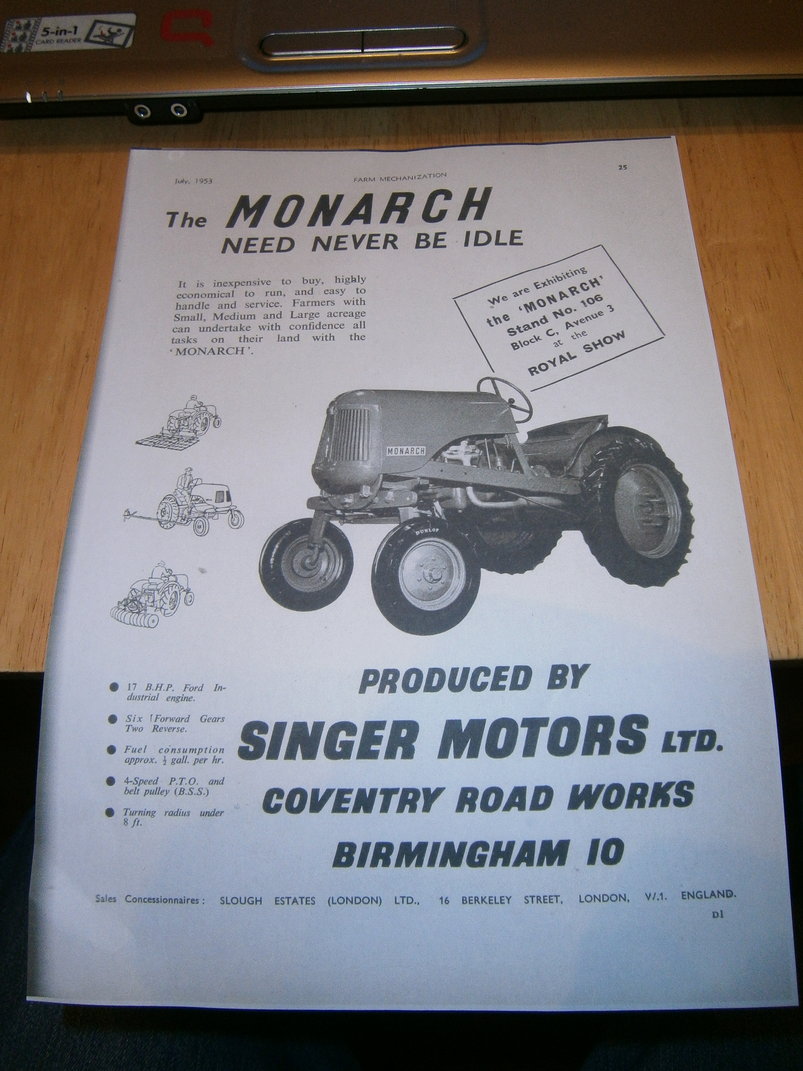 5-in-1
CARD READER
July, 1953
FARM MECHANIZATION
25
The MONARCH
NEED NEVER BE IDLE
It is inexpensive to buy, highly
economical to run, and easy to
handle and service. Farmers with
Small, Medium and Large acreage
can undertake with confidence all
tasks on their land with the
'MONARCH'.
We are Exhibiting
the 'MONARCH'
Stand No. 106
Block C, Avenue 3
at the
ROYAL SHOW
MONARCH
DUNLOP
● 17 B.H.P. Ford In-
dustrial engine.
● Six Forward Gears
Two Reverse.
● Fuel consumption
approx. ½ gall. per hr.
● 4-Speed P.T.O. and
belt pulley (B.S.S.)
● Turning radius under
8 ft.
PRODUCED BY
SINGER MOTORS LTD.
COVENTRY ROAD WORKS
BIRMINGHAM 10
Sales Concessionaires: SLOUGH ESTATES (LONDON) LTD., 16 BERKELEY STREET, LONDON, W.1. ENGLAND.
D1